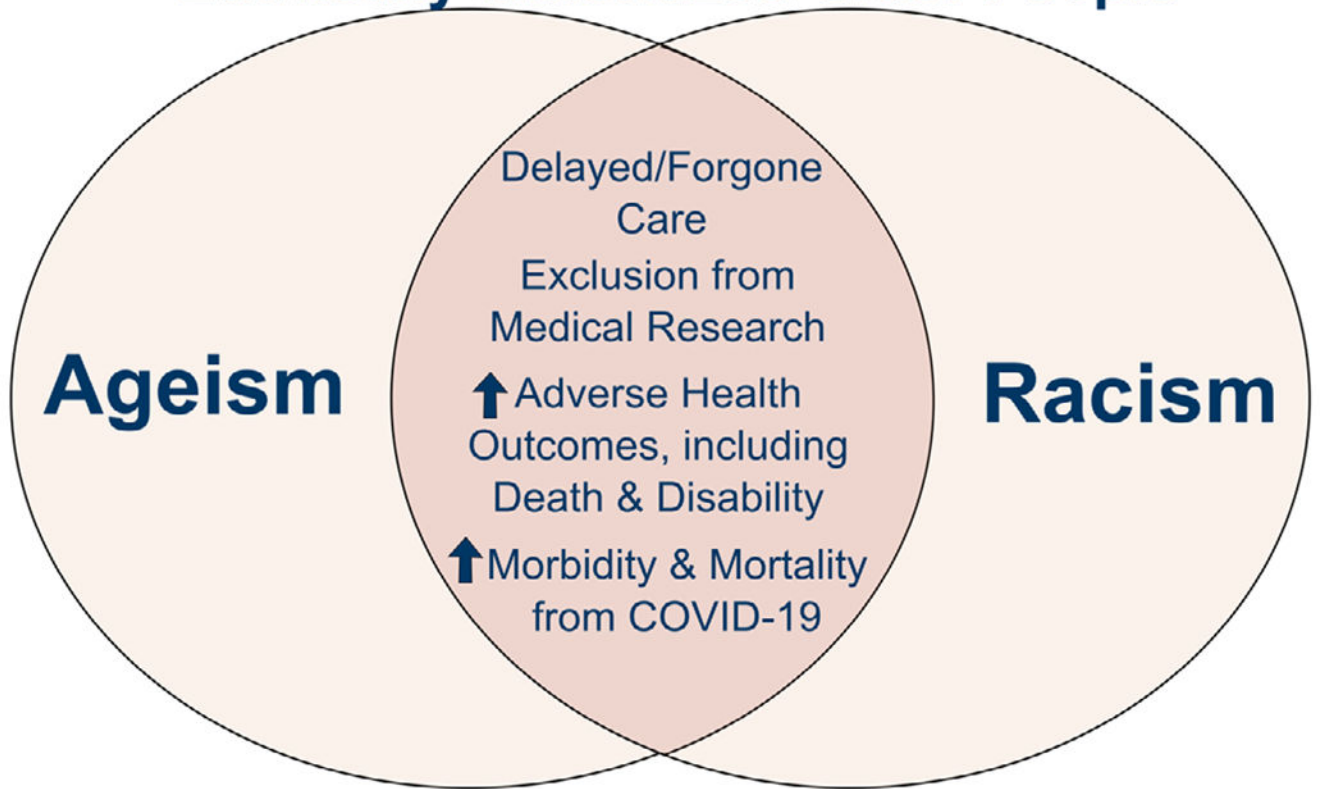 Delayed/Forgone
Care
Exclusion from
Medical Research
Ageism
Racism
⬆Adverse Health
Outcomes, including
Death & Disability
⬆Morbidity & Mortality
from COVID-19